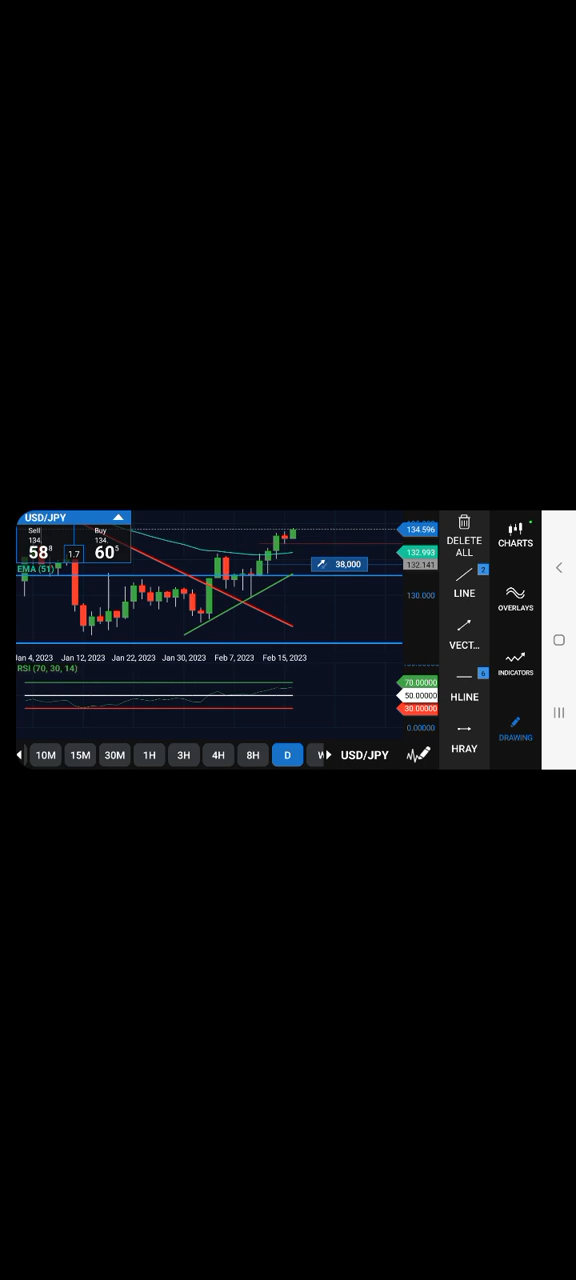 USD/JPY
Sell
134.
58⁸
1.7
Buy
134.
60⁵
EMA (51)
134.596
132.993
132.141
38,000
130.000
Jan 4, 2023 Jan 12, 2023 Jan 22, 2023 Jan 30, 2023 Feb 7, 2023 Feb 15, 2023
RSI (70, 30, 14)
70.00000
50.00000
30.00000
0.00000
10M 15M 30M 1H 3H 4H 8H D W USD/JPY
DELETE
ALL
2
LINE
VECT...
6
HLINE
HRAY
CHARTS
OVERLAYS
INDICATORS
DRAWING